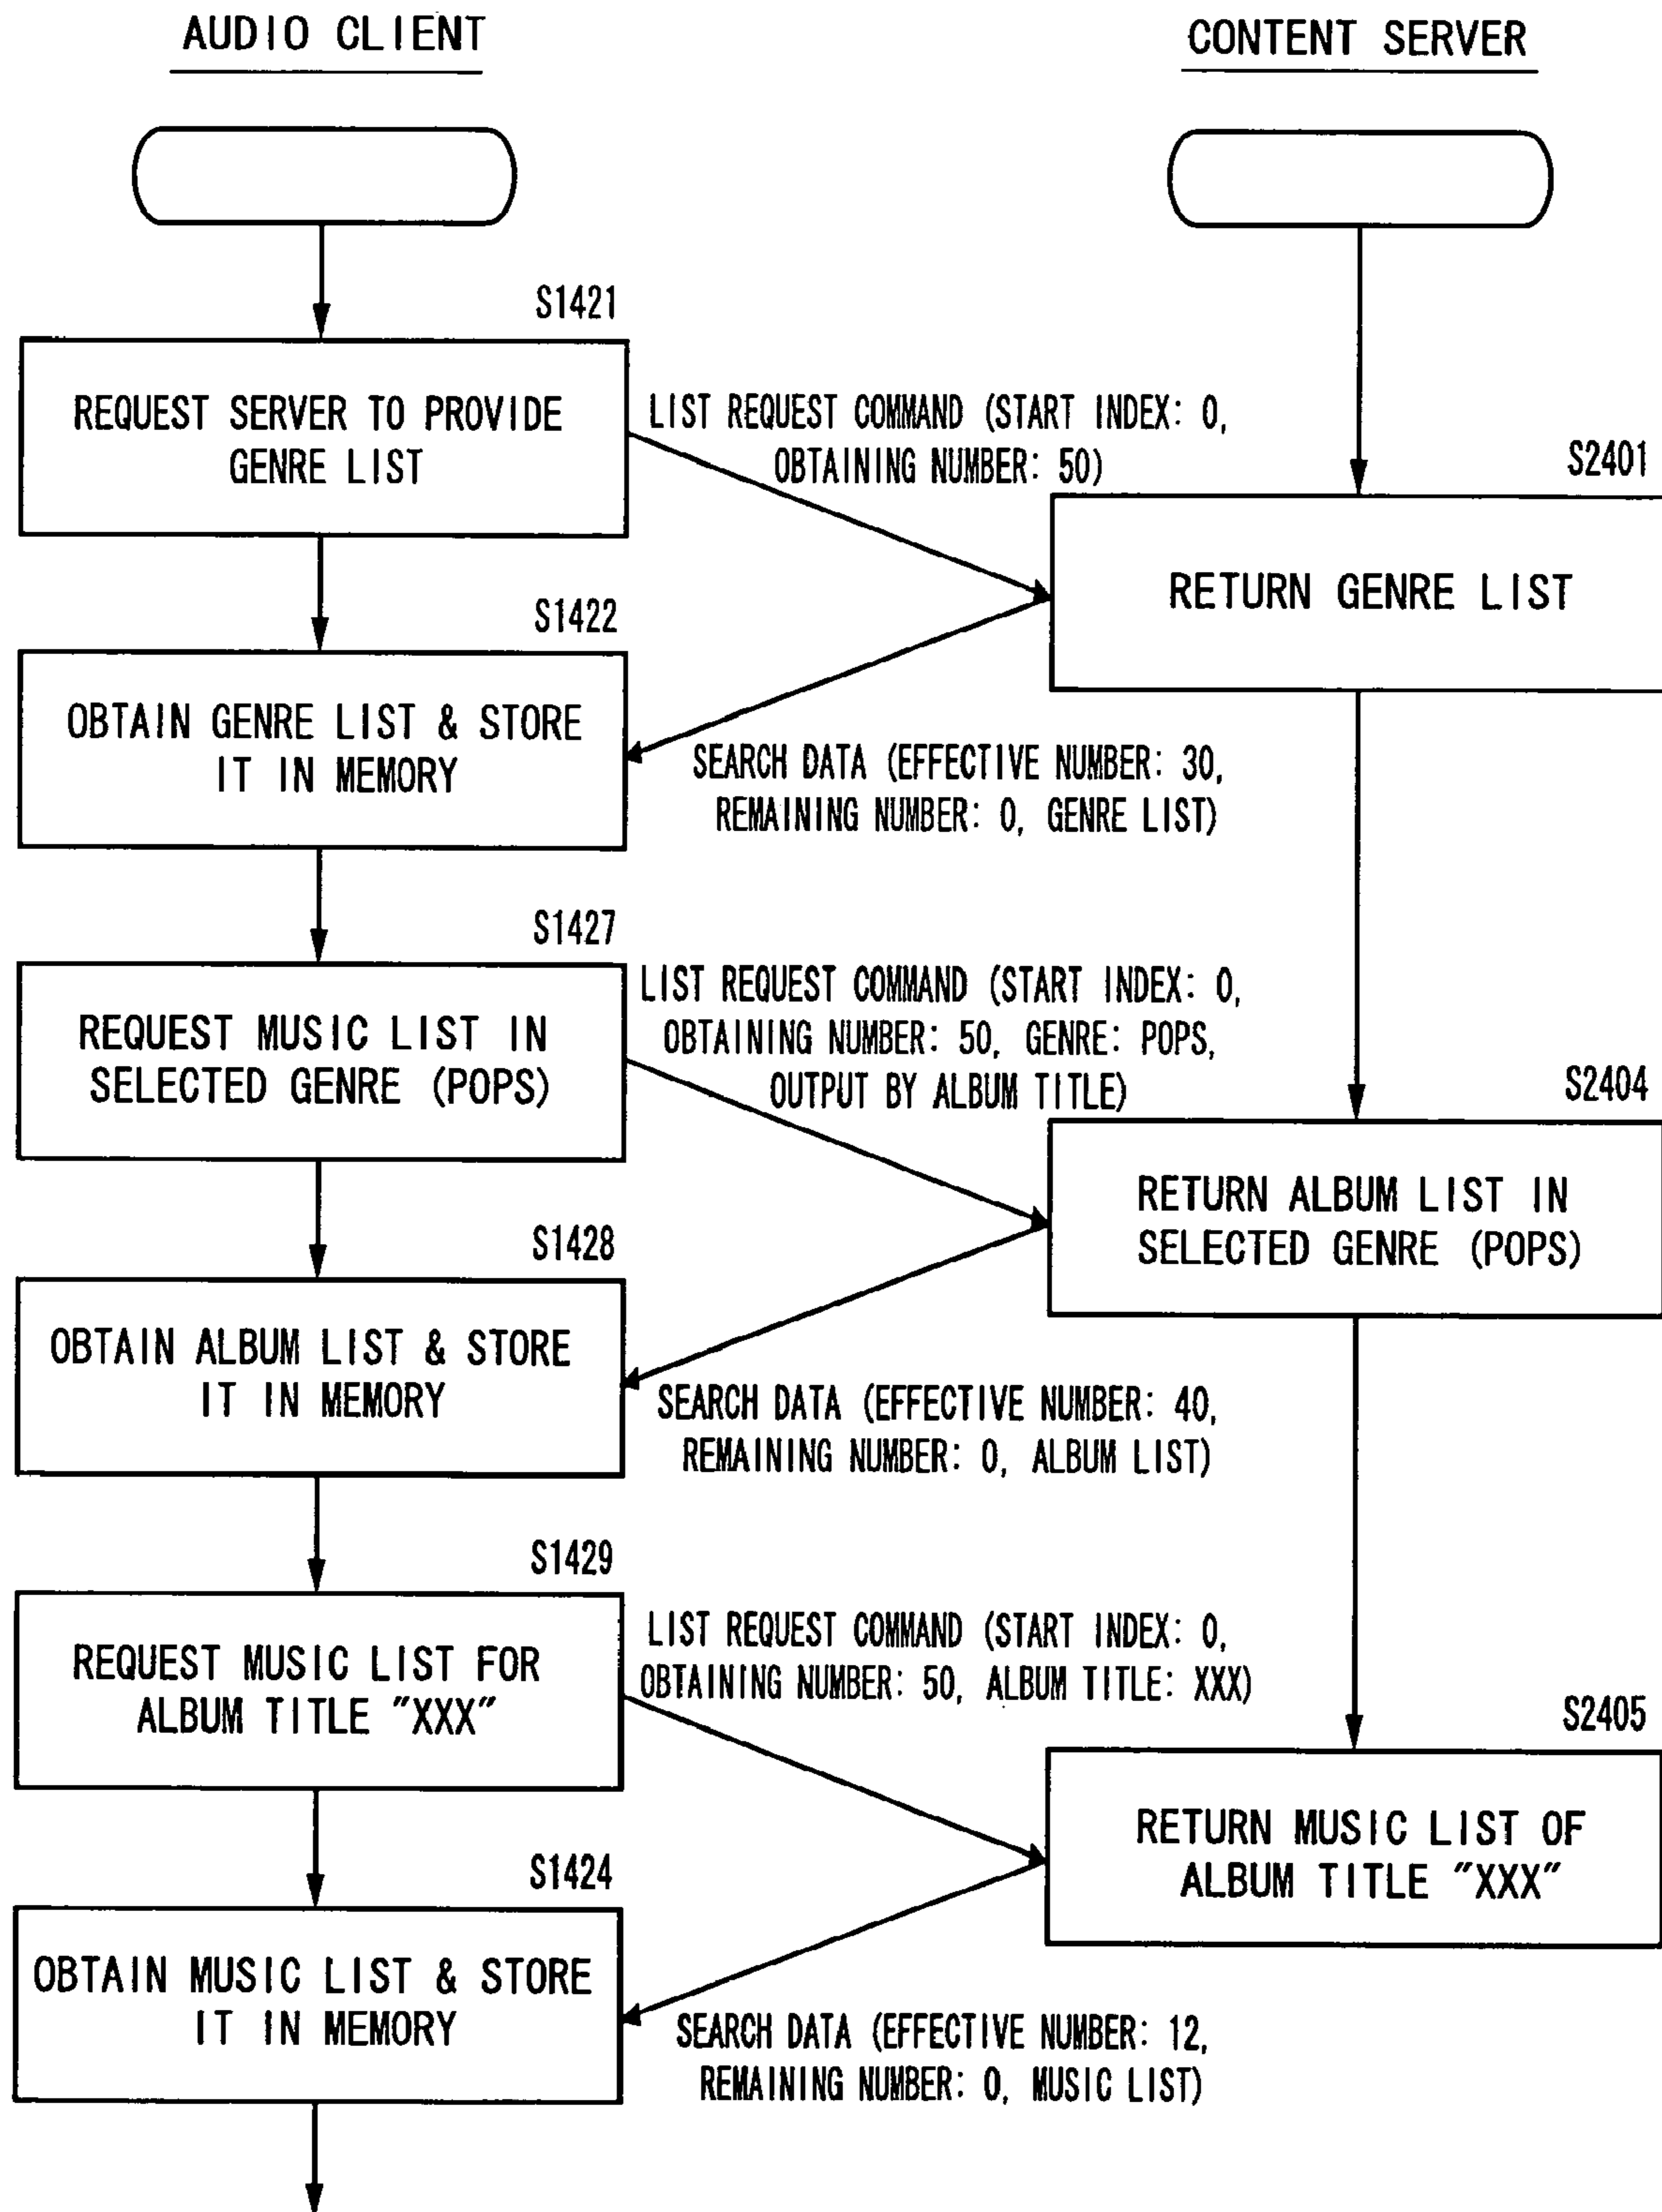 AUDIO CLIENT
CONTENT SERVER
S1421
REQUEST SERVER TO PROVIDE
GENRE LIST
LIST REQUEST COMMAND (START INDEX: 0,
OBTAINING NUMBER: 50)
S2401
RETURN GENRE LIST
S1422
OBTAIN GENRE LIST & STORE
IT IN MEMORY
SEARCH DATA (EFFECTIVE NUMBER: 30,
REMAINING NUMBER: 0, GENRE LIST)
S1427
REQUEST MUSIC LIST IN
SELECTED GENRE (POPS)
LIST REQUEST COMMAND (START INDEX: 0,
OBTAINING NUMBER: 50, GENRE: POPS,
OUTPUT BY ALBUM TITLE)
S2404
RETURN ALBUM LIST IN
SELECTED GENRE (POPS)
S1428
OBTAIN ALBUM LIST & STORE
IT IN MEMORY
SEARCH DATA (EFFECTIVE NUMBER: 40,
REMAINING NUMBER: 0, ALBUM LIST)
S1429
REQUEST MUSIC LIST FOR
ALBUM TITLE "XXX"
LIST REQUEST COMMAND (START INDEX: 0,
OBTAINING NUMBER: 50, ALBUM TITLE: XXX)
S2405
RETURN MUSIC LIST OF
ALBUM TITLE "XXX"
S1424
OBTAIN MUSIC LIST & STORE
IT IN MEMORY
SEARCH DATA (EFFECTIVE NUMBER: 12,
REMAINING NUMBER: 0, MUSIC LIST)